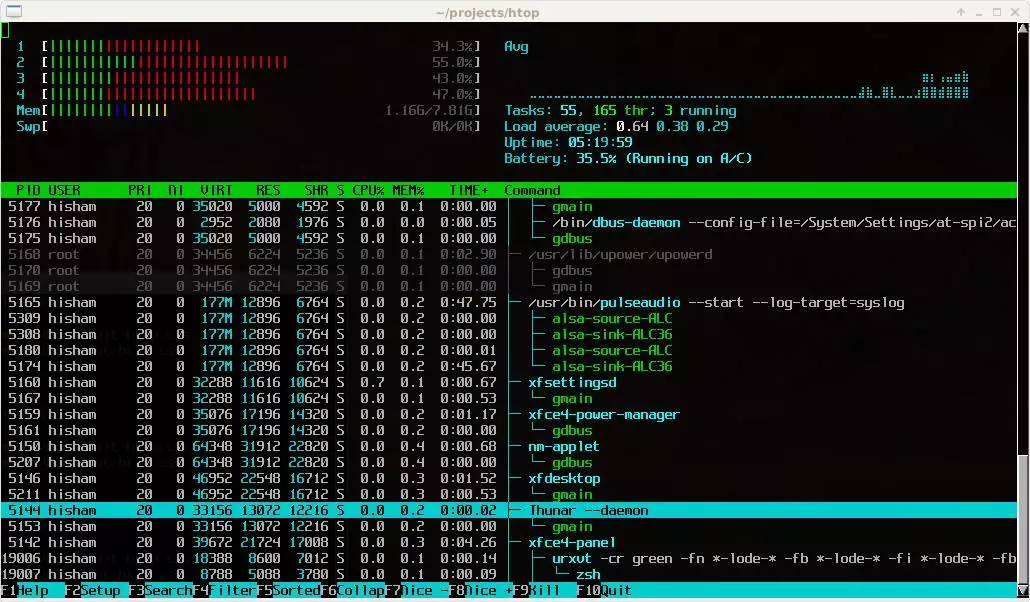 ~/projects/htop
1 [||||||||||||||||||| 34.3%] Avg
2 [|||||||||||||||||||||||||||||| 55.0%]
3 [|||||||||||||||||||||||| 43.0%]
4 [|||||||||||||||||||||||||| 47.0%]
Mem[||||||||||||||| 1.16G/7.81G] Tasks: 55, 165 thr; 3 running
Swp[ 0K/0K] Load average: 0.64 0.38 0.29
Uptime: 05:19:59
Battery: 35.5% (Running on A/C)
PID USER PRI NI VIRT RES SHR S CPU% MEM% TIME+ Command
5177 hisham 20 0 35020 5000 4592 S 0.0 0.1 0:00.00 │ ├─ gmain
5176 hisham 20 0 2952 2080 1976 S 0.0 0.0 0:00.05 │ ├─ /bin/dbus-daemon --config-file=/System/Settings/at-spi2/ac
5175 hisham 20 0 35020 5000 4592 S 0.0 0.1 0:00.00 │ └─ gdbus
5168 root 20 0 34456 6224 5236 S 0.0 0.1 0:02.90 ├─ /usr/lib/upower/upowerd
5170 root 20 0 34456 6224 5236 S 0.0 0.1 0:00.00 │ ├─ gdbus
5169 root 20 0 34456 6224 5236 S 0.0 0.1 0:00.00 │ └─ gmain
5165 hisham 20 0 177M 12896 6764 S 0.0 0.2 0:47.75 ├─ /usr/bin/pulseaudio --start --log-target=syslog
5309 hisham 20 0 177M 12896 6764 S 0.0 0.2 0:00.00 │ ├─ alsa-source-ALC
5308 hisham 20 0 177M 12896 6764 S 0.0 0.2 0:00.00 │ ├─ alsa-sink-ALC36
5180 hisham 20 0 177M 12896 6764 S 0.0 0.2 0:00.01 │ ├─ alsa-source-ALC
5174 hisham 20 0 177M 12896 6764 S 0.0 0.2 0:45.67 │ └─ alsa-sink-ALC36
5160 hisham 20 0 32288 11616 10624 S 0.7 0.1 0:00.67 ├─ xfsettingsd
5167 hisham 20 0 32288 11616 10624 S 0.0 0.1 0:00.53 │ └─ gmain
5159 hisham 20 0 35076 17196 14320 S 0.0 0.2 0:01.17 ├─ xfce4-power-manager
5161 hisham 20 0 35076 17196 14320 S 0.0 0.2 0:00.00 │ └─ gdbus
5150 hisham 20 0 64348 31912 22820 S 0.0 0.4 0:00.68 ├─ nm-applet
5207 hisham 20 0 64348 31912 22820 S 0.0 0.4 0:00.00 │ └─ gdbus
5146 hisham 20 0 46952 22548 16712 S 0.0 0.3 0:01.52 ├─ xfdesktop
5211 hisham 20 0 46952 22548 16712 S 0.0 0.3 0:00.53 │ └─ gmain
5144 hisham 20 0 33156 13072 12216 S 0.0 0.2 0:00.02 ├─ Thunar --daemon
5153 hisham 20 0 33156 13072 12216 S 0.0 0.2 0:00.00 │ └─ gmain
5142 hisham 20 0 39672 21724 17008 S 0.0 0.3 0:04.26 ├─ xfce4-panel
19006 hisham 20 0 18388 8600 7012 S 0.0 0.1 0:00.14 │ ├─ urxvt -cr green -fn *-lode-* -fb *-lode-* -fi *-lode-* -fb
19007 hisham 20 0 8788 5088 3780 S 0.0 0.1 0:00.09 │ │ └─ zsh
F1Help F2Setup F3SearchF4FilterF5SortedF6CollapF7Nice -F8Nice +F9Kill F10Quit